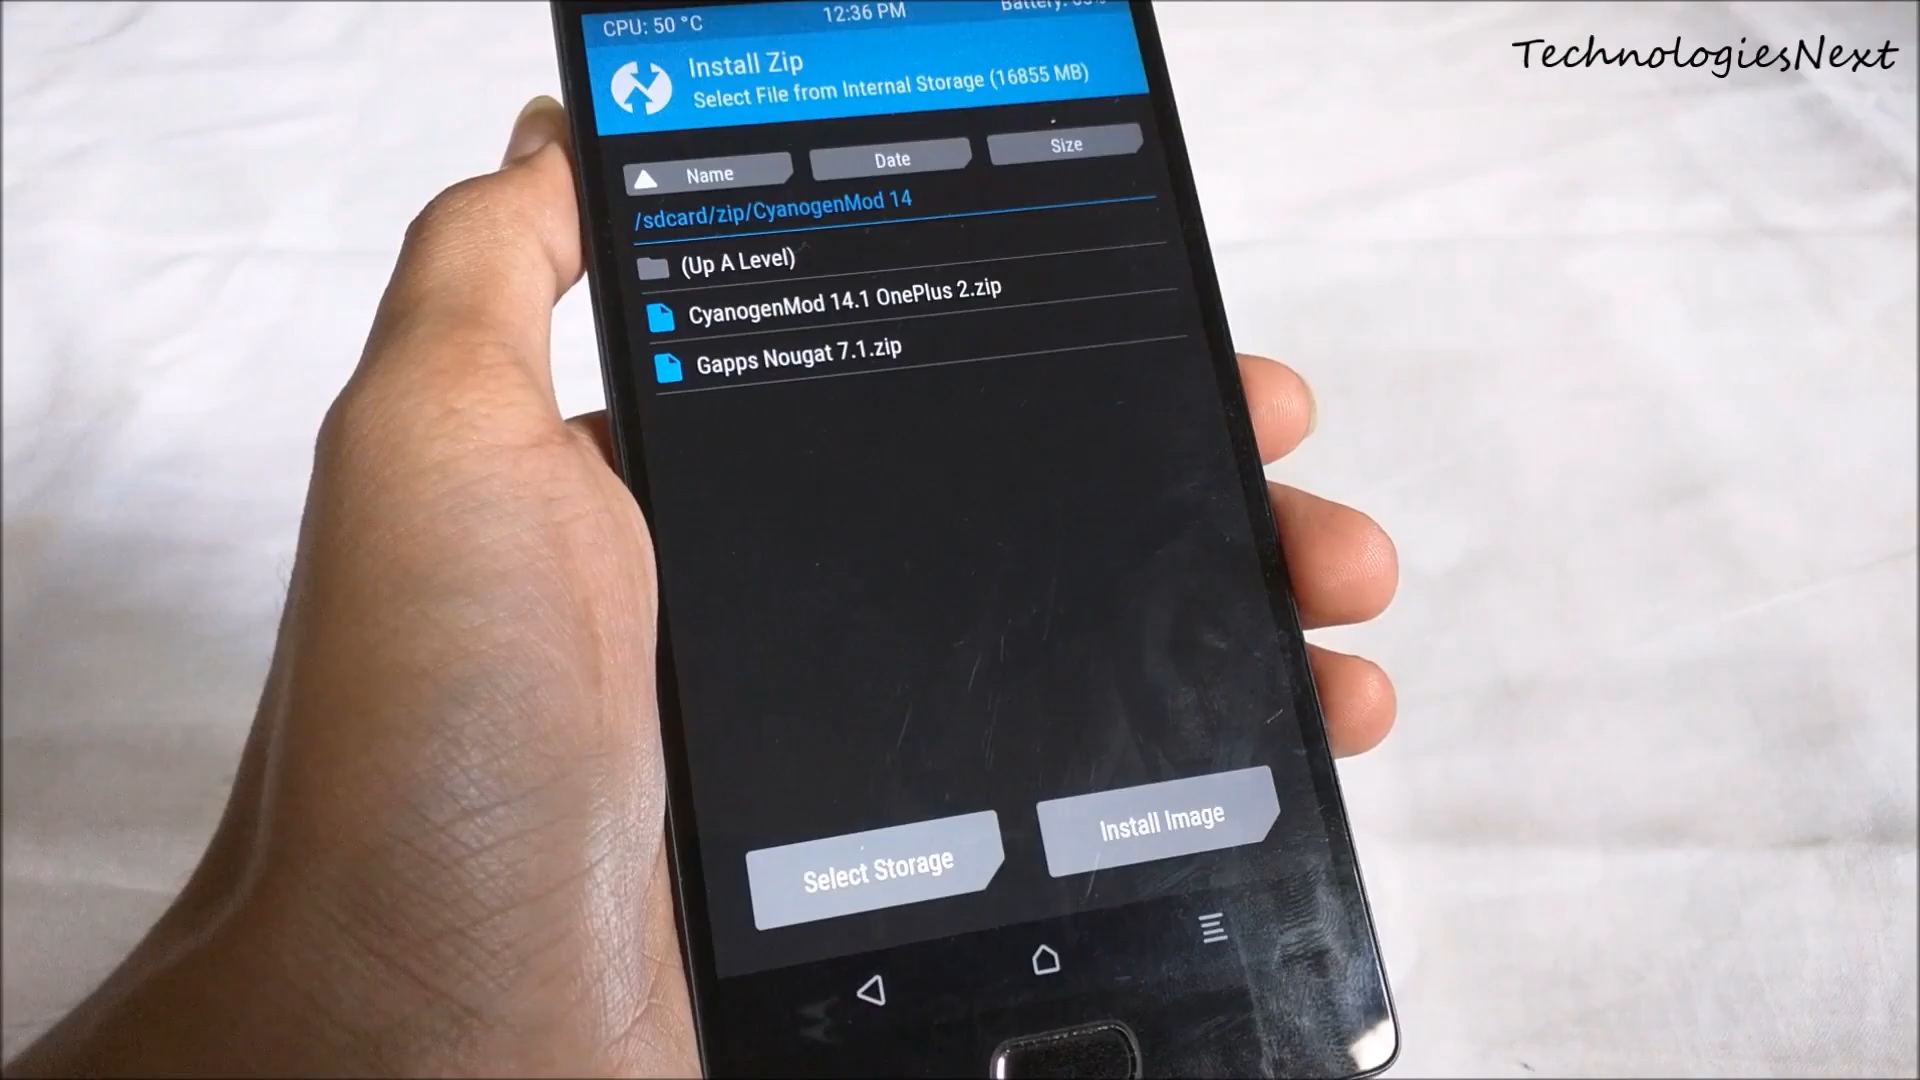 TechnologiesNext
CPU: 50 °C
12:36 PM
Battery:
Install Zip
Select File from Internal Storage (16855 MB)
Name
Date
Size
/sdcard/zip/CyanogenMod 14
(Up A Level)
CyanogenMod 14.1 OnePlus 2.zip
Gapps Nougat 7.1.zip
Select Storage
Install Image